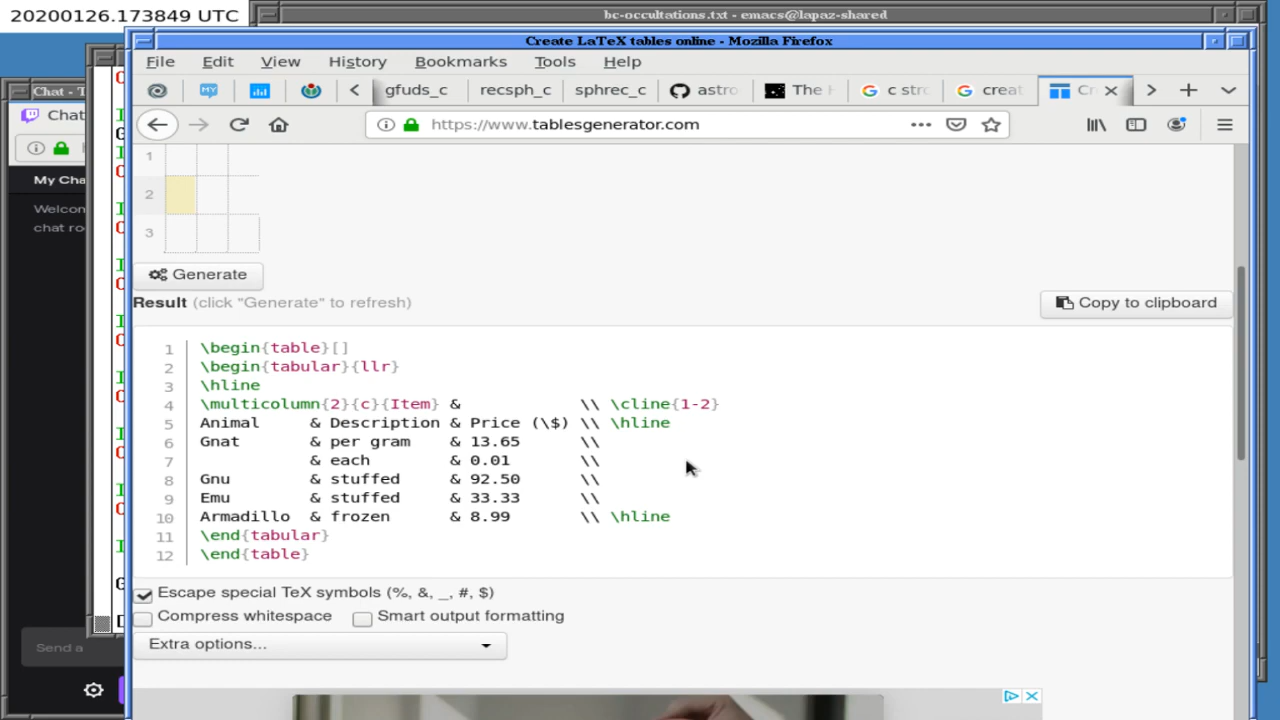 20200126.173849 UTC
bc-occultations.txt - emacs@lapaz-shared
Create LaTeX tables online - Mozilla Firefox
File Edit View History Bookmarks Tools Help
Chat - T
gfuds_c recsph_c sphrec_c astro The c str creat Cr
Chat
https://www.tablesgenerator.com
My Cha
Welcon
chat ro
1
2
3
Generate
Result (click "Generate" to refresh)
Copy to clipboard
1 \begin{table}[]
2 \begin{tabular}{llr}
3 \hline
4 \multicolumn{2}{c}{Item} & \\ \cline{1-2}
5 Animal & Description & Price (\$) \\ \hline
6 Gnat & per gram & 13.65 \\
7 & each & 0.01 \\
8 Gnu & stuffed & 92.50 \\
9 Emu & stuffed & 33.33 \\
10 Armadillo & frozen & 8.99 \\ \hline
11 \end{tabular}
12 \end{table}
Escape special TeX symbols (%, &, _, #, $)
Compress whitespace Smart output formatting
Extra options...
Send a